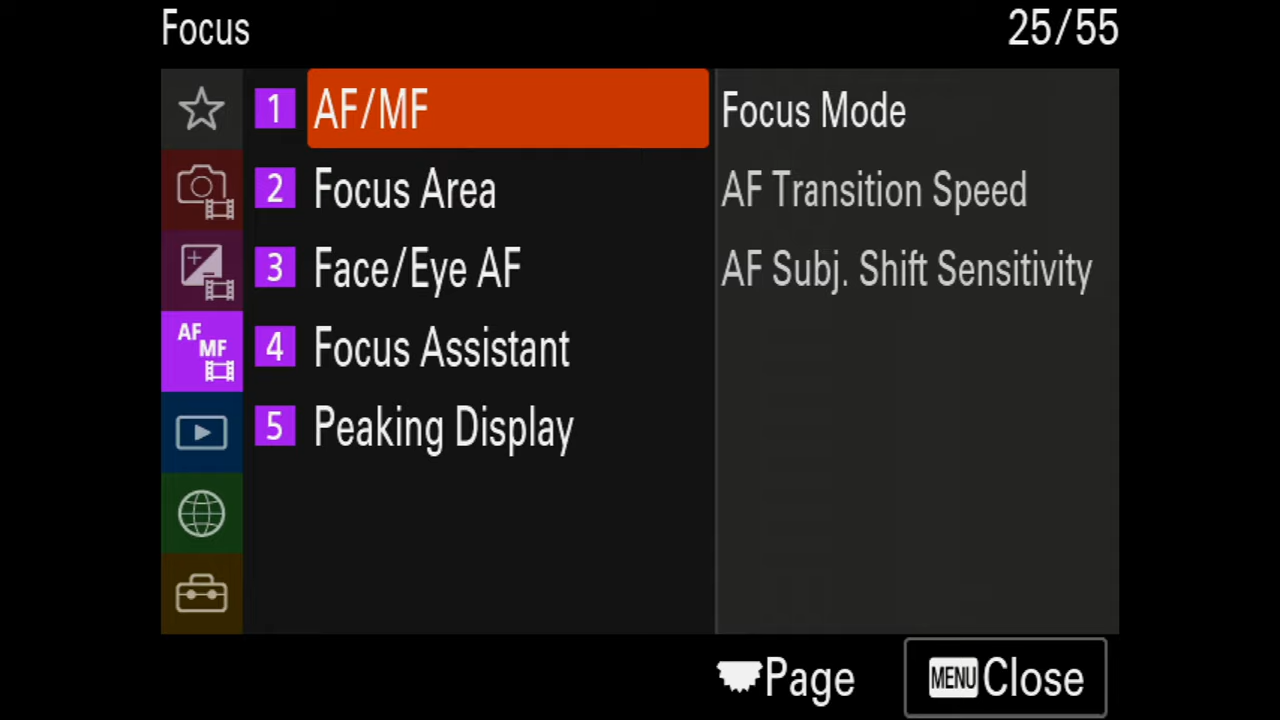 Focus 25/55
1 AF/MF
2 Focus Area
3 Face/Eye AF
4 Focus Assistant
5 Peaking Display
AF
MF
Focus Mode
AF Transition Speed
AF Subj. Shift Sensitivity
Page
MENU Close